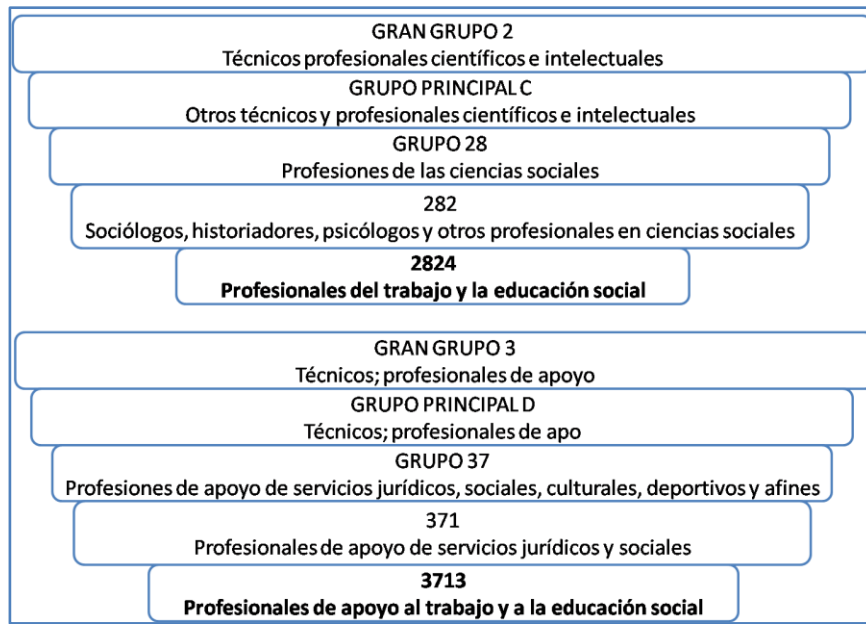 GRAN GRUPO 2
Técnicos profesionales científicos e intelectuales
GRUPO PRINCIPAL C
Otros técnicos y profesionales científicos e intelectuales
GRUPO 28
Profesiones de las ciencias sociales
282
Sociólogos, historiadores, psicólogos y otros profesionales en ciencias sociales
2824
Profesionales del trabajo y la educación social
GRAN GRUPO 3
Técnicos; profesionales de apoyo
GRUPO PRINCIPAL D
Técnicos; profesionales de apo
GRUPO 37
Profesiones de apoyo de servicios jurídicos, sociales, culturales, deportivos y afines
371
Profesionales de apoyo de servicios jurídicos y sociales
3713
Profesionales de apoyo al trabajo y a la educación social